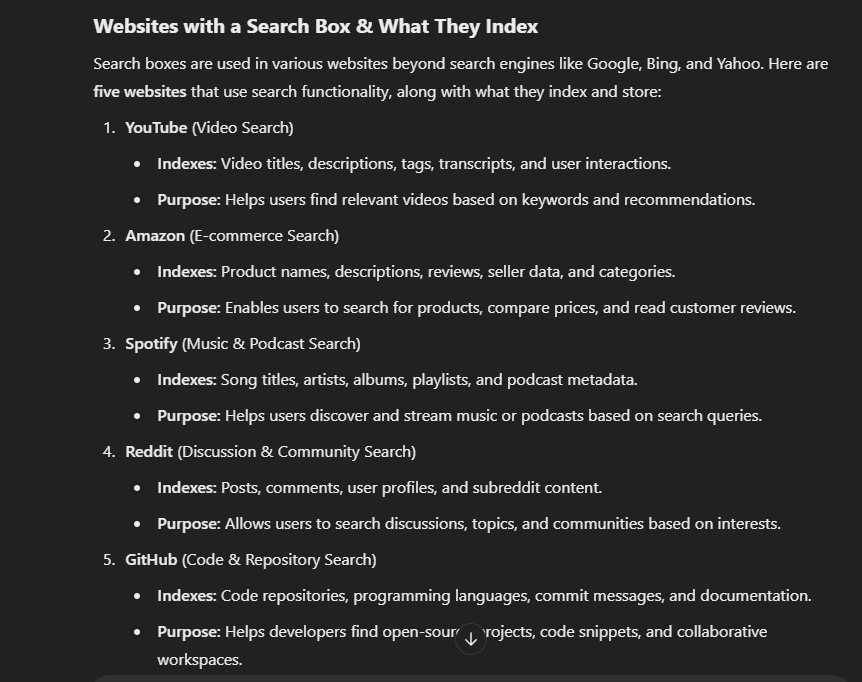 Websites with a Search Box & What They Index
Search boxes are used in various websites beyond search engines like Google, Bing, and Yahoo. Here are
five websites that use search functionality, along with what they index and store:
1. YouTube (Video Search)
• Indexes: Video titles, descriptions, tags, transcripts, and user interactions.
• Purpose: Helps users find relevant videos based on keywords and recommendations.
2. Amazon (E-commerce Search)
• Indexes: Product names, descriptions, reviews, seller data, and categories.
• Purpose: Enables users to search for products, compare prices, and read customer reviews.
3. Spotify (Music & Podcast Search)
• Indexes: Song titles, artists, albums, playlists, and podcast metadata.
• Purpose: Helps users discover and stream music or podcasts based on search queries.
4. Reddit (Discussion & Community Search)
• Indexes: Posts, comments, user profiles, and subreddit content.
• Purpose: Allows users to search discussions, topics, and communities based on interests.
5. GitHub (Code & Repository Search)
• Indexes: Code repositories, programming languages, commit messages, and documentation.
• Purpose: Helps developers find open-source projects, code snippets, and collaborative
workspaces.